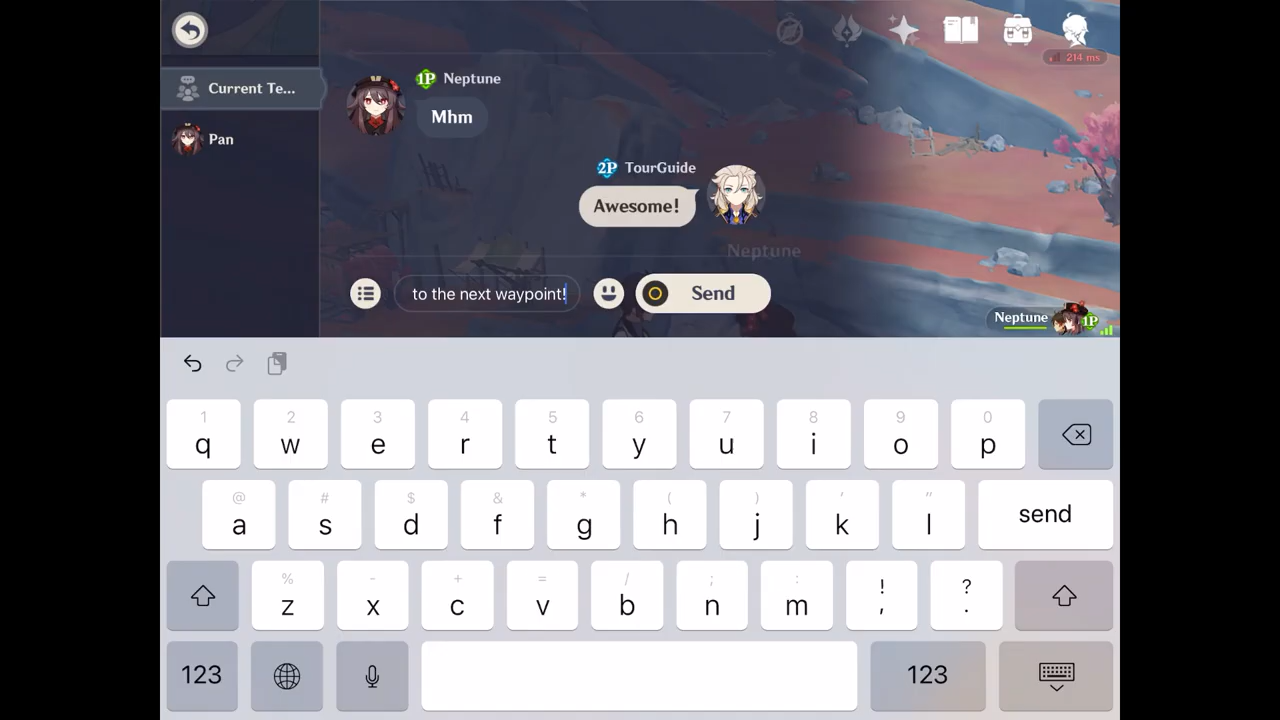 214 ms
Current Te...
Pan
1P Neptune
Mhm
2P TourGuide
Awesome!
Neptune
to the next waypoint!
Send
Neptune 1P
1 2 3 4 5 6 7 8 9 0
q w e r t y u i o p
@ # $ & * ( ) ' "
a s d f g h j k l send
% - + = / ; : ! ?
z x c v b n m , .
123 123